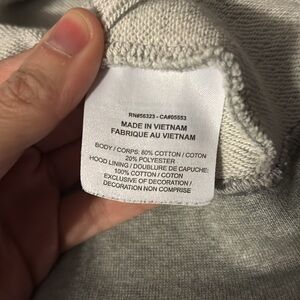 RN#56323 - CA#05553
MADE IN VIETNAM
FABRIQUE AU VIETNAM
BODY / CORPS: 80% COTTON / COTON
20% POLYESTER
HOOD LINING / DOUBLURE DE CAPUCHE:
100% COTTON / COTON
EXCLUSIVE OF DECORATION /
DECORATION NON COMPRISE